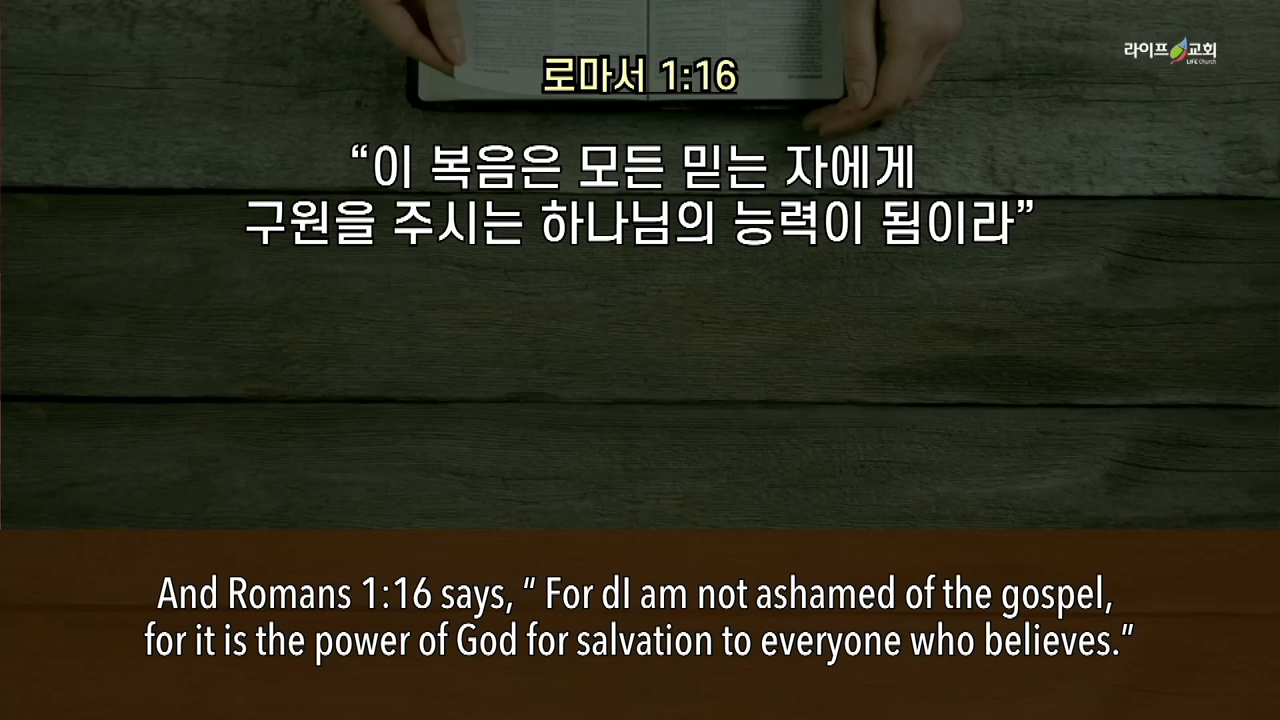 라이프교회
LIFE Church
로마서 1:16
“이 복음은 모든 믿는 자에게
구원을 주시는 하나님의 능력이 됨이라”
And Romans 1:16 says, “ For dI am not ashamed of the gospel,
for it is the power of God for salvation to everyone who believes.”